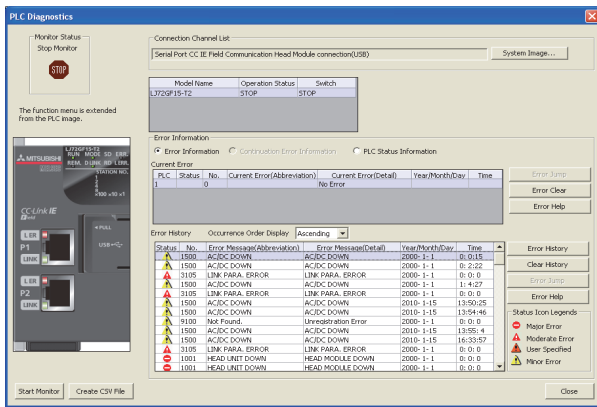 PLC Diagnostics
Monitor Status
Stop Monitor
STOP
The function menu is extended
from the PLC image.
Connection Channel List
Serial Port CC IE Field Communication Head Module connection(USB)
System Image...
Model Name Operation Status Switch
LJ72GF15-T2 STOP STOP
MITSUBISHI
LJ72GF15-T2
RUN MODE SD ERR.
REM. D LINK RD L ERR.
STATION NO.
×100 ×10 ×1
CC-Link IE
Field
L ER
P1
LINK
L ER
P2
LINK
PULL
USB
Error Information
Error Information Continuation Error Information PLC Status Information
Current Error
PLC Status No. Current Error(Abbreviation) Current Error(Detail) Year/Month/Day Time
1 0 No Error
Error Jump
Error Clear
Error Help
Error History Occurrence Order Display Ascending
Status No. Error Message(Abbreviation) Error Message(Detail) Year/Month/Day Time
1500 AC/DC DOWN AC/DC DOWN 2000- 1- 1 0: 0:15
1500 AC/DC DOWN AC/DC DOWN 2000- 1- 1 0: 2:22
3105 LINK PARA. ERROR LINK PARA. ERROR 2000- 1- 1 0: 0: 0
1500 AC/DC DOWN AC/DC DOWN 2000- 1- 1 1: 4:27
3105 LINK PARA. ERROR LINK PARA. ERROR 2000- 1- 1 0: 0: 0
1500 AC/DC DOWN AC/DC DOWN 2010- 1-15 13:50:25
1500 AC/DC DOWN AC/DC DOWN 2010- 1-15 13:54:46
9100 Not Found. Unregistration Error 2000- 1- 1 0: 0: 0
1500 AC/DC DOWN AC/DC DOWN 2010- 1-15 13:55: 4
1500 AC/DC DOWN AC/DC DOWN 2010- 1-15 16:33:57
3105 LINK PARA. ERROR LINK PARA. ERROR 2000- 1- 1 0: 0: 0
1001 HEAD UNIT DOWN HEAD MODULE DOWN 2000- 1- 1 0: 0: 0
1001 HEAD UNIT DOWN HEAD MODULE DOWN 2000- 1- 1 0: 0: 0
Error History
Clear History
Error Jump
Error Help
Status Icon Legends
Major Error
Moderate Error
User Specified
Minor Error
Start Monitor
Create CSV File
Close